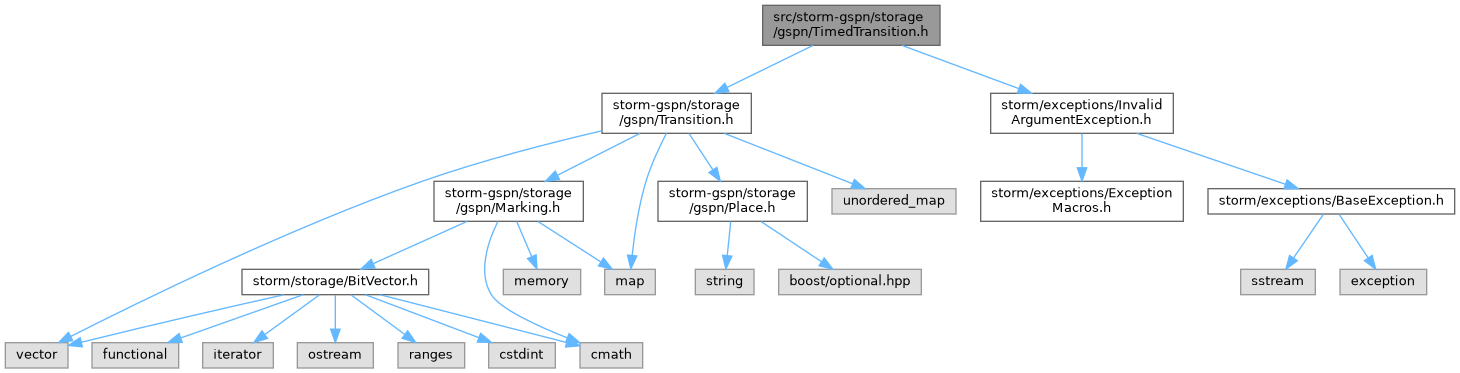 src/storm-gspn/storage
/gspn/TimedTransition.h
storm-gspn/storage
/gspn/Transition.h
storm/exceptions/Invalid
ArgumentException.h
storm-gspn/storage
/gspn/Marking.h
storm-gspn/storage
/gspn/Place.h
unordered_map
storm/exceptions/Exception
Macros.h
storm/exceptions/BaseException.h
storm/storage/BitVector.h
memory
map
string
boost/optional.hpp
sstream
exception
vector
functional
iterator
ostream
ranges
cstdint
cmath